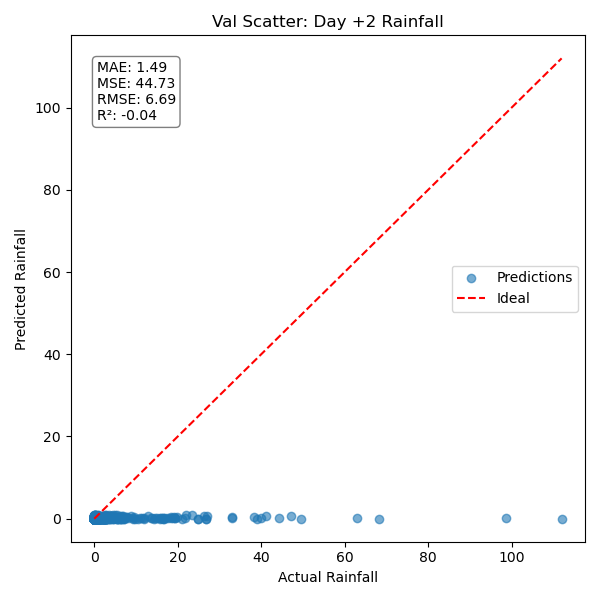 Val Scatter: Day +2 Rainfall
MAE: 1.49
MSE: 44.73
RMSE: 6.69
R²: -0.04
Predicted Rainfall
100
80
60
40
20
0
Predictions
Ideal
0 20 40 60 80 100
Actual Rainfall